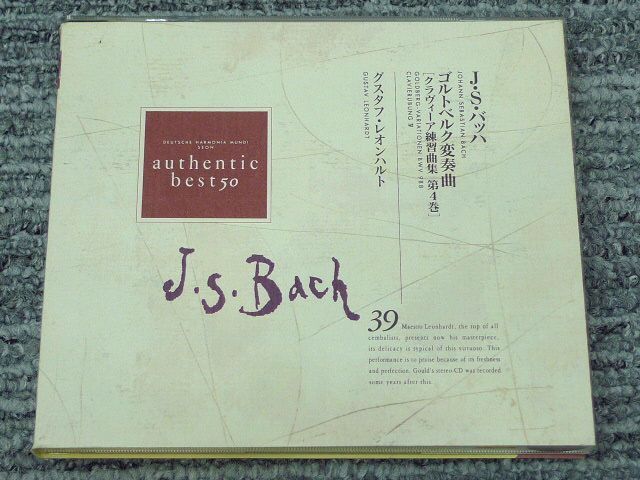 J・S・バッハ
JOHANN SEBASTIAN BACH
ゴルトベルク変奏曲
[クラヴィーア練習曲集 第4巻]
GOLDBERG-VARIATIONEN BWV 988
CLAVIERÜBUNG Ⅳ
グスタフ・レオンハルト
GUSTAV LEONHARDT
DEUTSCHE HARMONIA MUNDI
SEON
authentic
best50
J.S.Bach
39 Maestro Leonhardt, the top of all
cembalists, presents now his masterpiece,
its delicacy is typical of this virtuoso. This
performance is to praise because of its freshness
and perfection. Gould's stereo-CD was recorded
some years after this.